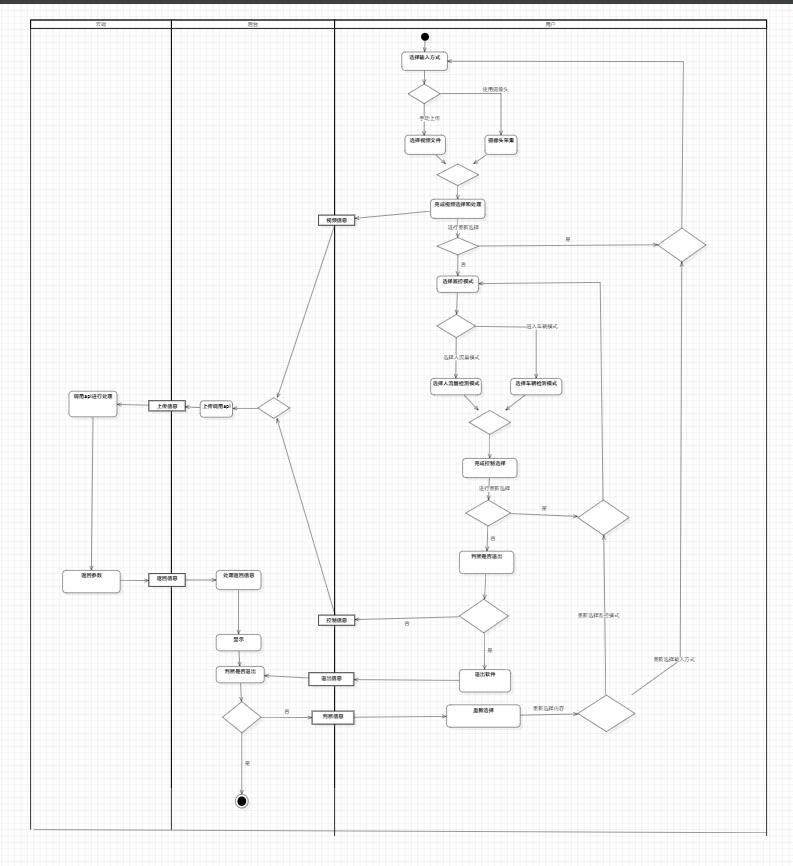 云端
后台
用户
选择输入方式
使用摄像头
手动上传
选择视频文件
摄像头采集
完成视频选择和处理
视频信息
进行重新选择
是
否
选择监控模式
进入车辆模式
选择人流量模式
选择人流量检测模式
选择车辆检测模式
调用api进行处理
上传信息
上传调用api
完成控制选择
进行重新选择
是
否
判断是否退出
返回参数
返回信息
处理返回信息
控制信息
否
重新选择监控模式
显示
是
重新选择输入方式
判断是否退出
退出信息
退出软件
否
判断信息
重新选择
重新选择内容
是